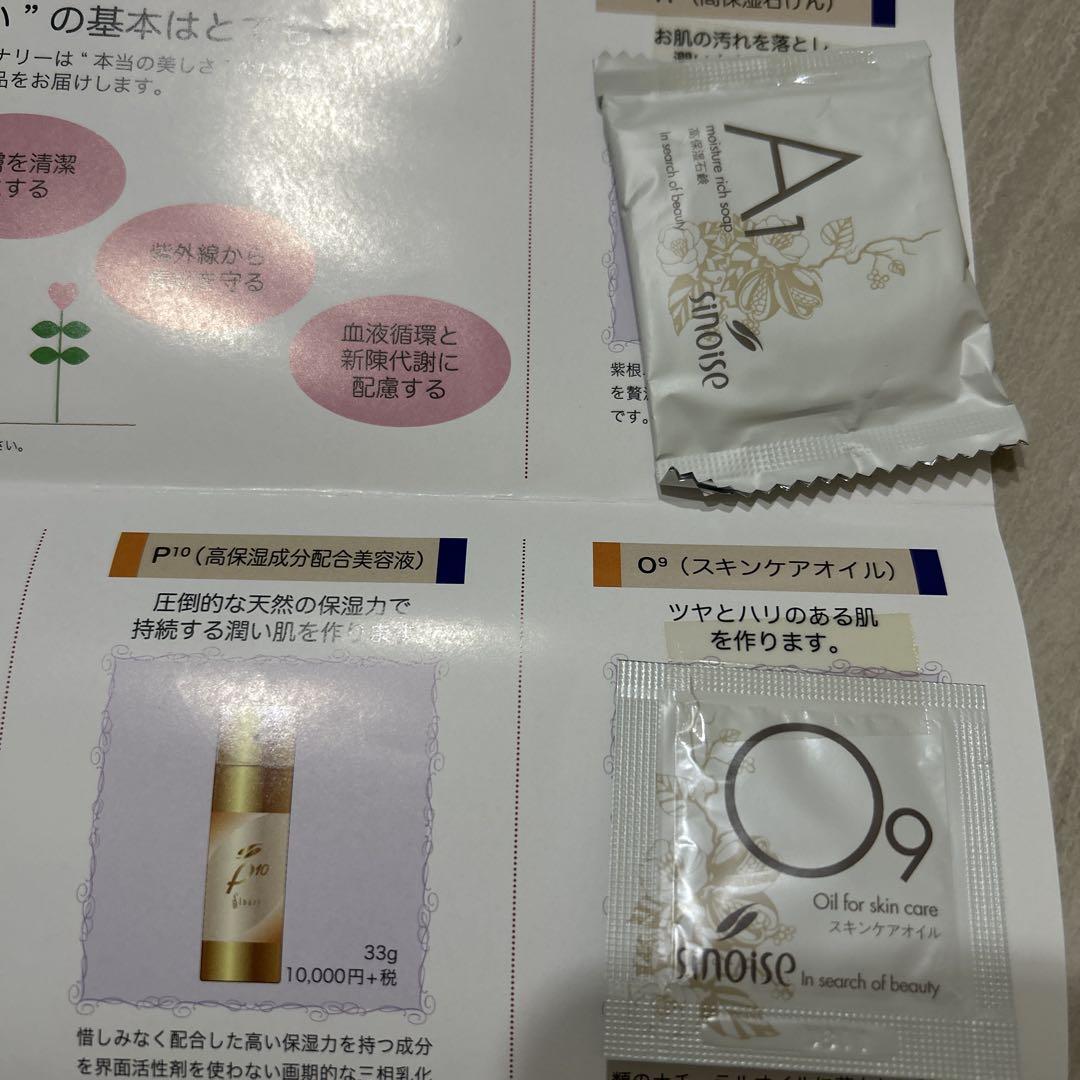 い”の基本はと
ナリーは“本当の美しさ
品をお届けします。
を清潔
する
紫外線から
を守る
血液循環と
新陳代謝に
配慮する
さい。
(高保湿石けん)
お肌の汚れを落とし
A1
moisture rich soap
高保湿石鹸
In search of beauty
sinoise
紫根
を贅
です。
P10(高保湿成分配合美容液)
圧倒的な天然の保湿力で
持続する潤い肌を作ります
P10
33g
10,000円+税
惜しみなく配合した高い保湿力を持つ成分
を界面活性剤を使わない画期的な三相乳化
O9(スキンケアオイル)
ツヤとハリのある肌
を作ります。
O9
Oil for skin care
スキンケアオイル
sinoise In search of beauty